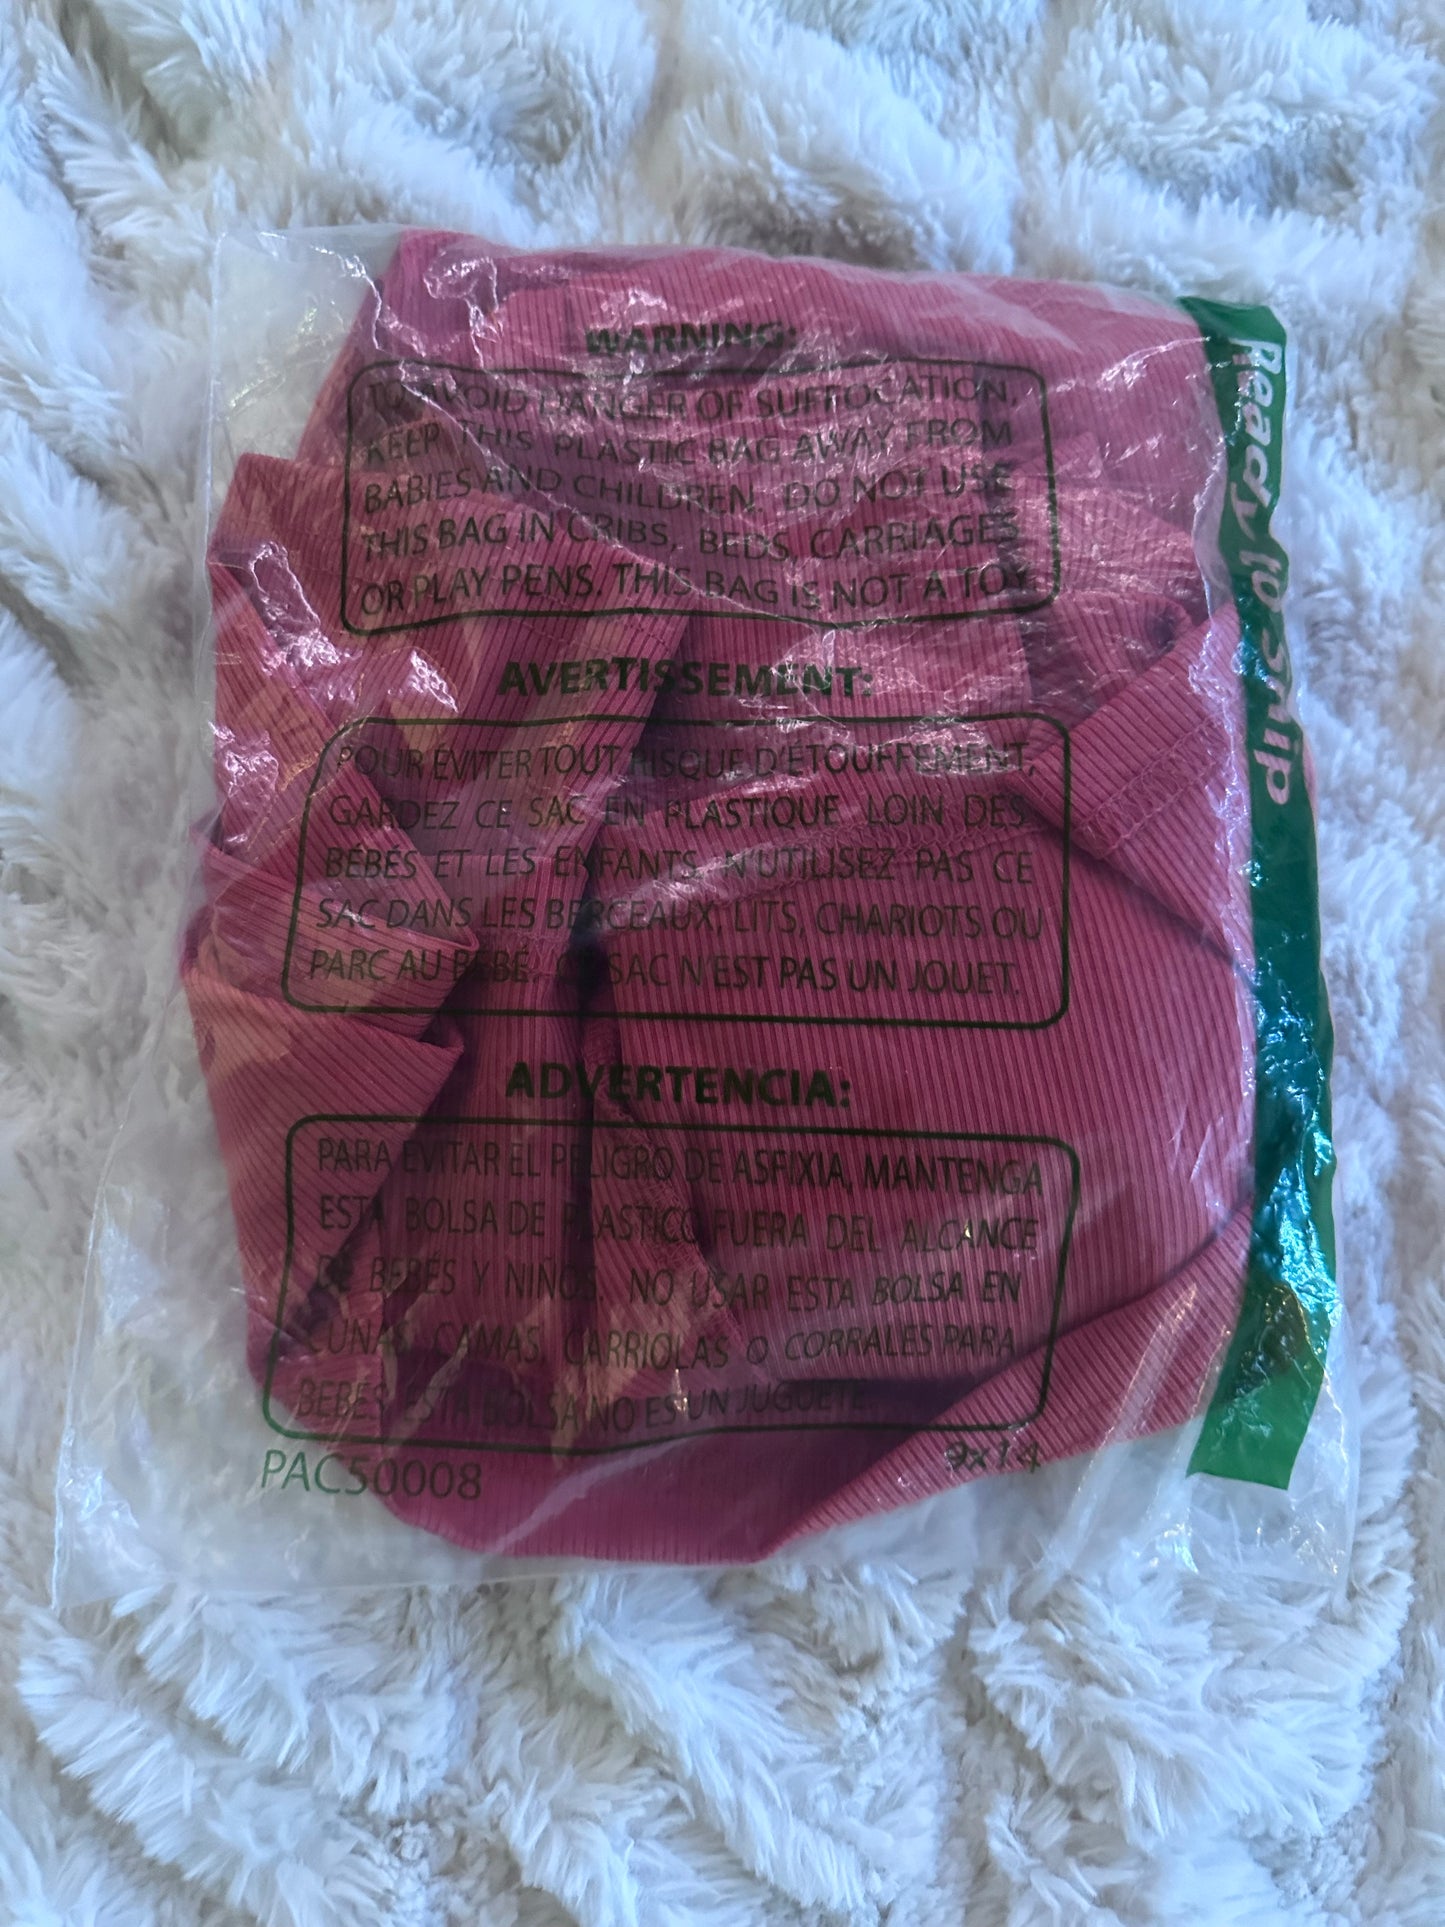 WARNING:
TO AVOID DANGER OF SUFFOCATION,
KEEP THIS PLASTIC BAG AWAY FROM
BABIES AND CHILDREN. DO NOT USE
THIS BAG IN CRIBS, BEDS, CARRIAGES
OR PLAY PENS. THIS BAG IS NOT A TOY.
AVERTISSEMENT:
POUR ÉVITER TOUT RISQUE D'ÉTOUFFEMENT,
GARDEZ CE SAC EN PLASTIQUE LOIN DES
BÉBÉS ET LES ENFANTS, N'UTILISEZ PAS CE
SAC DANS LES BERCEAUX, LITS, CHARIOTS OU
PARC AU BÉBÉ. CE SAC N'EST PAS UN JOUET.
ADVERTENCIA:
PARA EVITAR EL PELIGRO DE ASFIXIA, MANTENGA
ESTA BOLSA DE PLASTICO FUERA DEL ALCANCE
DE BEBÉS Y NIÑOS. NO USAR ESTA BOLSA EN
CUNAS, CAMAS, CARRIOLAS O CORRALES PARA
BEBÉS. ESTA BOLSA NO ES UN JUGUETE.
PAC50008
9x14
Ready to Ship